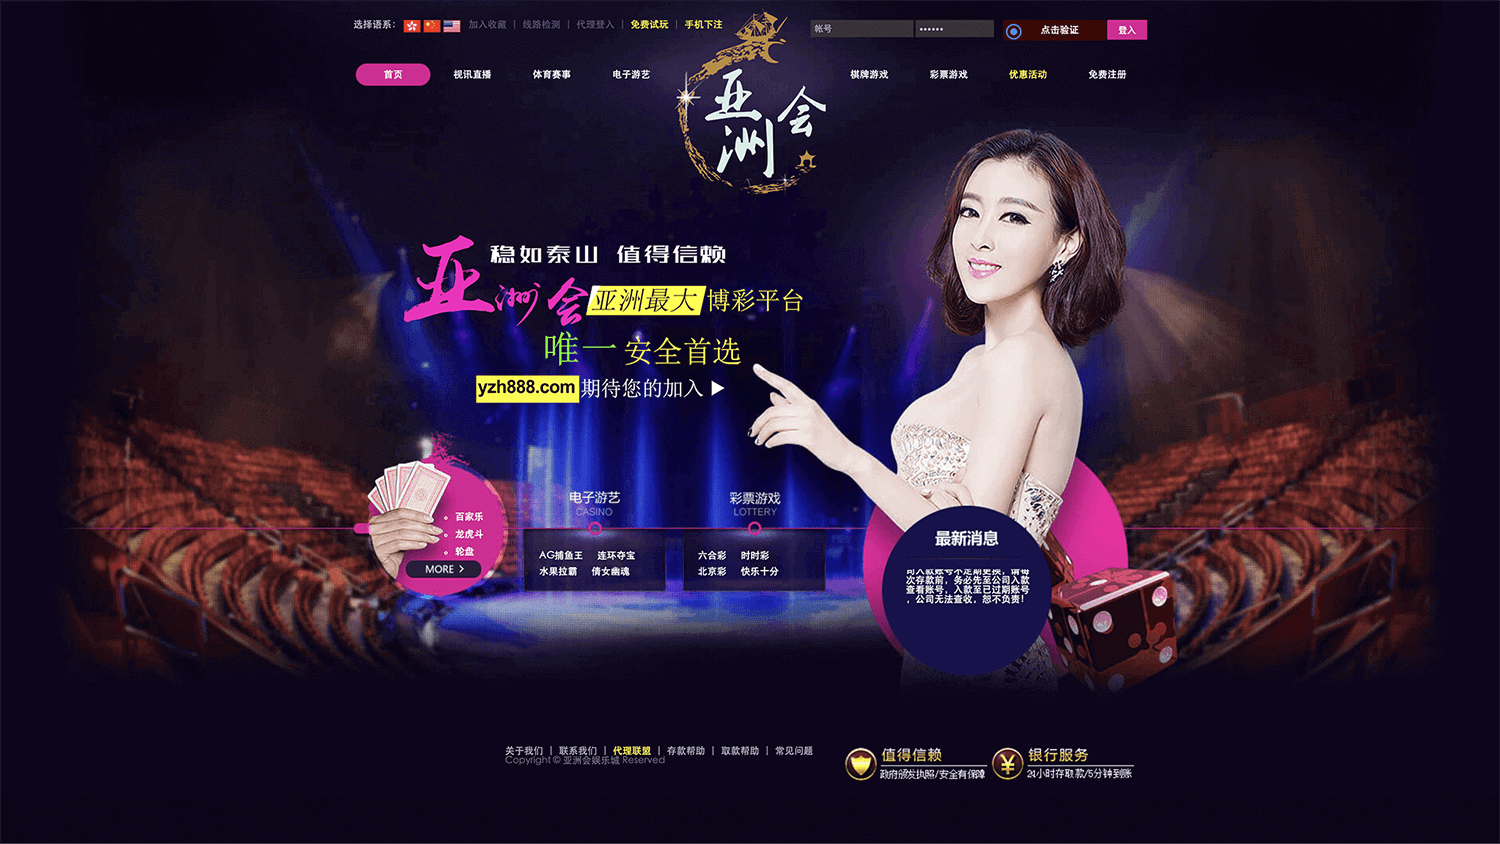 选择语系： 加入收藏 | 线路检测 | 代理登入 | 免费试玩 | 手机下注
帐号 •••••• 点击验证 登入
首页 视讯直播 体育赛事 电子游艺 棋牌游戏 彩票游戏 优惠活动 免费注册
亚洲会
稳如泰山 值得信赖
亚洲会 亚洲最大 博彩平台
唯一 安全首选
yzh888.com 期待您的加入
百家乐
龙虎斗
轮盘
MORE
电子游艺
CASINO
AG捕鱼王 连环夺宝
水果拉霸 倩女幽魂
彩票游戏
LOTTERY
六合彩 时时彩
北京彩 快乐十分
最新消息
司入款账号不定期更换，请每
次存款前，务必先至公司入款
查看账号，入款至已过期账号
，公司无法查收，恕不负责！
关于我们 | 联系我们 | 代理联盟 | 存款帮助 | 取款帮助 | 常见问题
Copyright © 亚洲会娱乐城 Reserved
值得信赖
政府颁发执照/安全有保障
银行服务
24小时存取款/5分钟到账